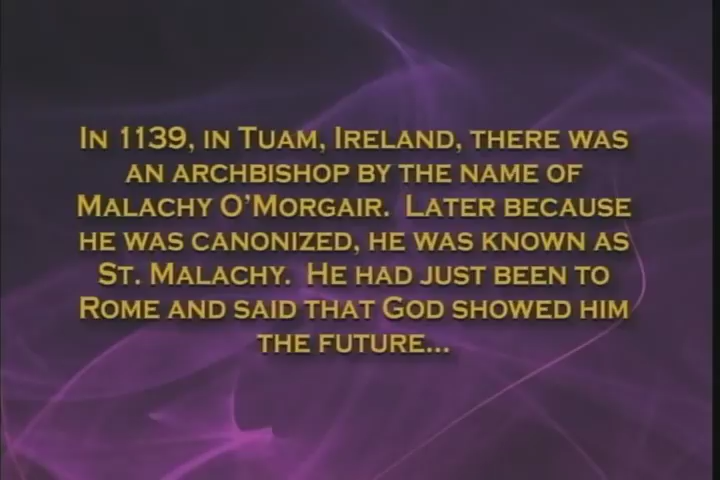 In 1139, in Tuam, Ireland, there was
an archbishop by the name of
Malachy O'Morgair. Later because
he was canonized, he was known as
St. Malachy. He had just been to
Rome and said that God showed him
the future...